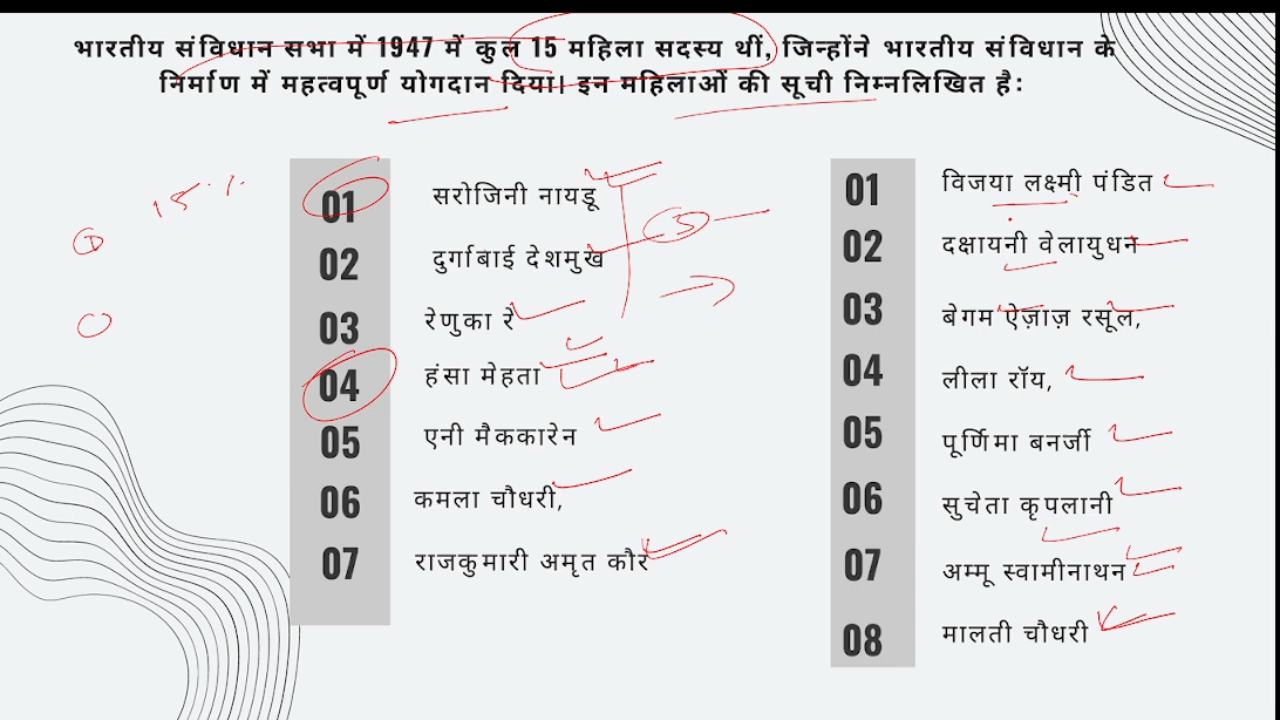 भारतीय संविधान सभा में 1947 में कुल 15 महिला सदस्य थीं, जिन्होंने भारतीय संविधान के
निर्माण में महत्वपूर्ण योगदान दिया। इन महिलाओं की सूची निम्नलिखित है:
01 सरोजिनी नायडू
02 दुर्गाबाई देशमुख
03 रेणुका रे
04 हंसा मेहता
05 एनी मैककारेन
06 कमला चौधरी,
07 राजकुमारी अमृत कौर
01 विजया लक्ष्मी पंडित
02 दक्षायनी वेलायुधन
03 बेगम ऐज़ाज़ रसूल,
04 लीला रॉय,
05 पूर्णिमा बनर्जी
06 सुचेता कृपलानी
07 अम्मू स्वामीनाथन
08 मालती चौधरी